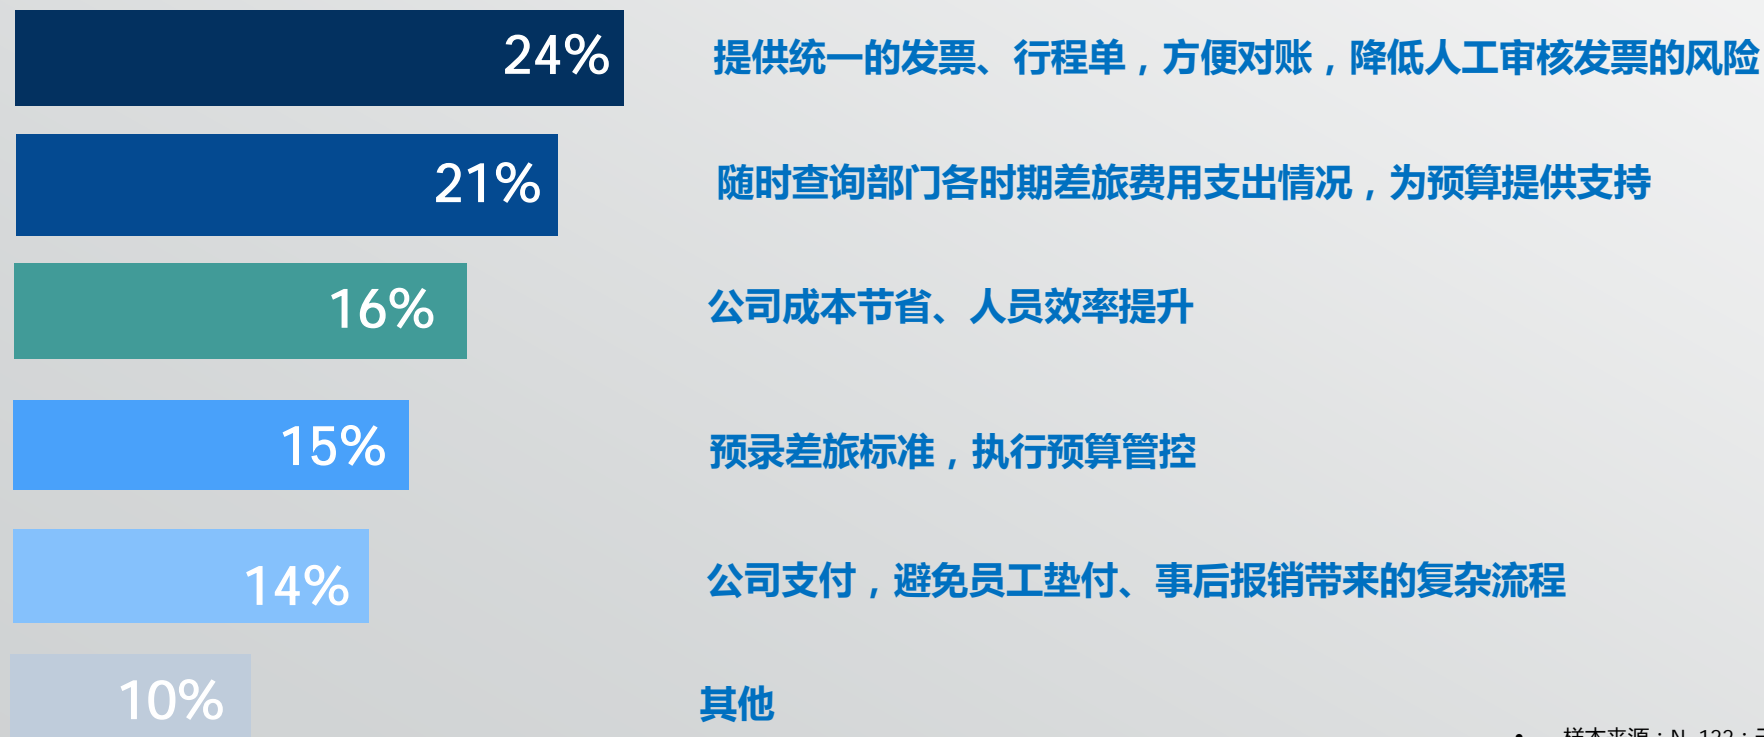 24% 提供统一的发票、行程单，方便对账，降低人工审核发票的风险
21% 随时查询部门各时期差旅费用支出情况，为预算提供支持
16% 公司成本节省、人员效率提升
15% 预录差旅标准，执行预算管控
14% 公司支付，避免员工垫付、事后报销带来的复杂流程
10% 其他
• 样本来源：N